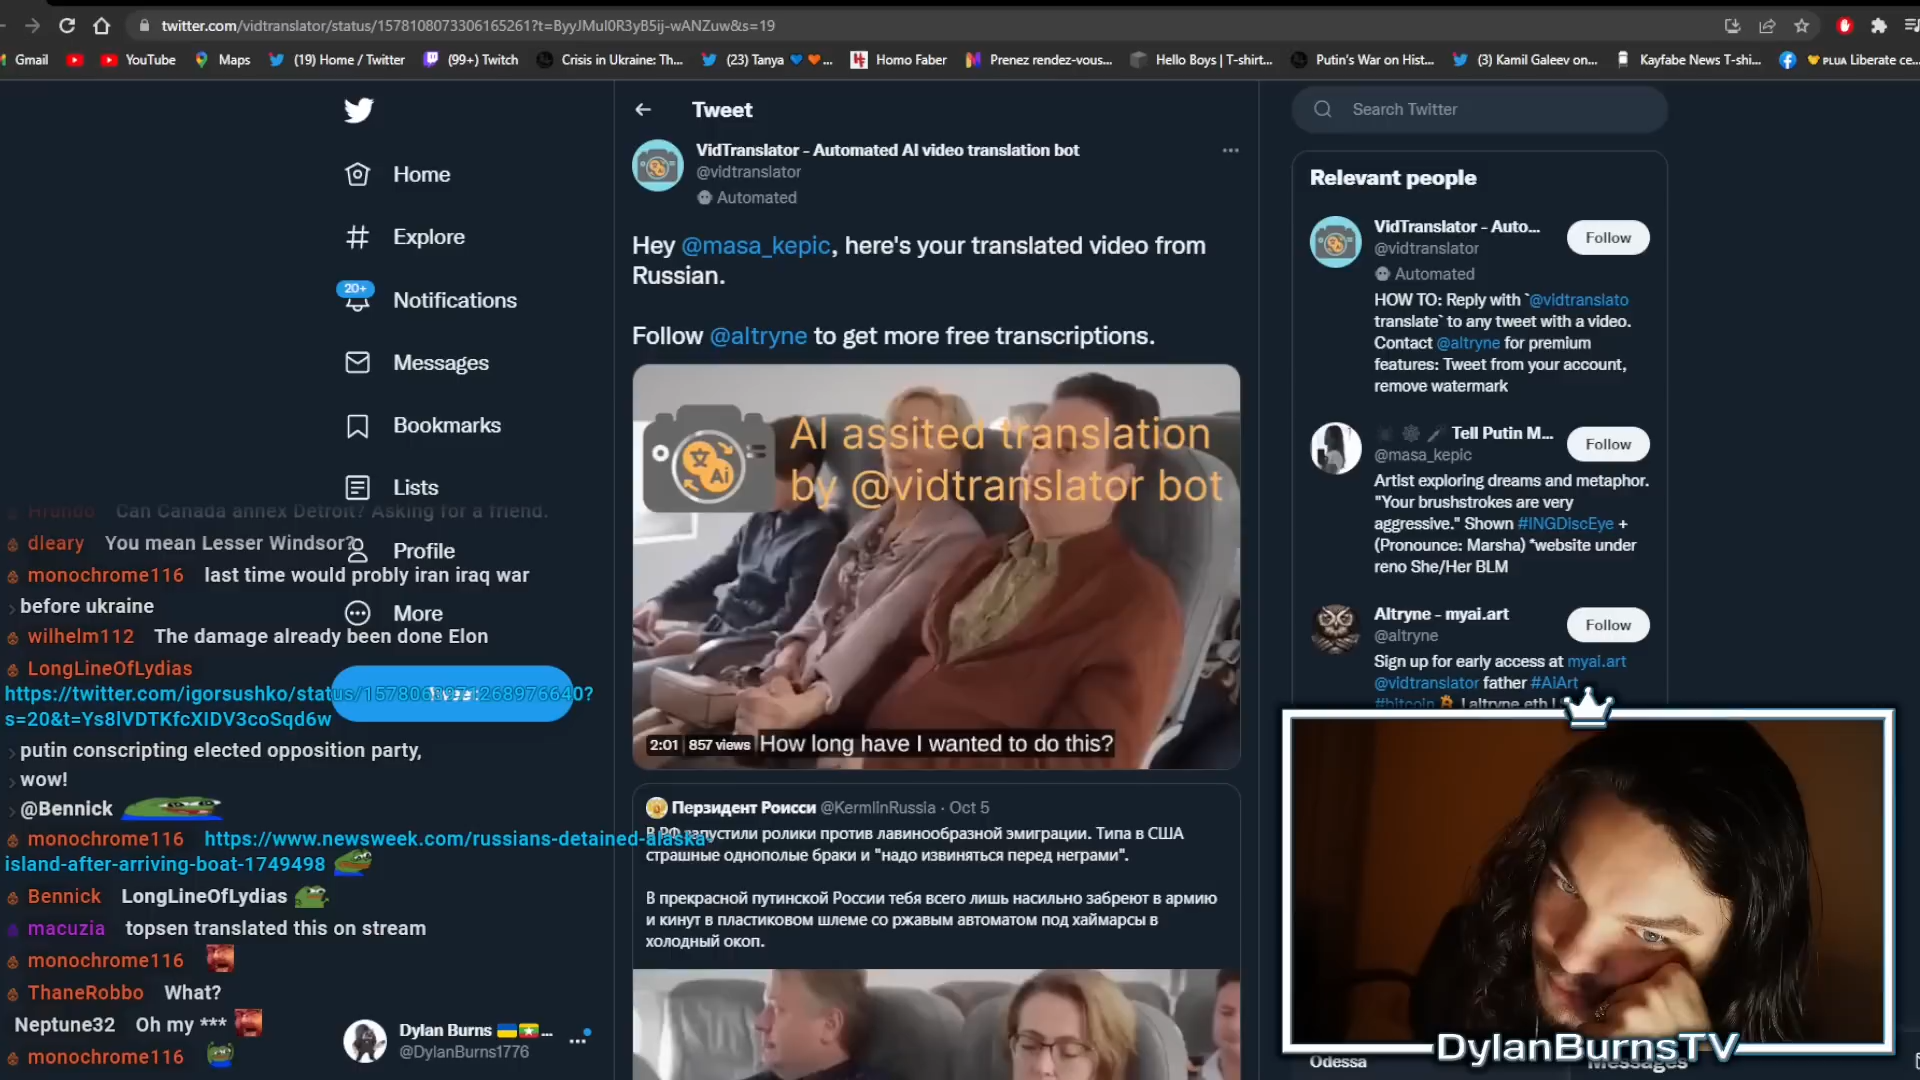 twitter.com/vidtranslator/status/1578108073306165261?t=ByyJMul0R3yB5ij-wANZuw&s=19
Gmail
YouTube
Maps
(19) Home / Twitter
(99+) Twitch
Crisis in Ukraine: Th...
(23) Tanya 💙🧡...
Homo Faber
Prenez rendez-vous...
Hello Boys | T-shirt...
Putin's War on Hist...
(3) Kamil Galeev on...
Kayfabe News T-shi...
PLUA Liberate ce...
Home
Explore
20+
Notifications
Messages
Bookmarks
Lists
Profile
More
Dylan Burns 🇺🇦🇲🇲...
@DylanBurns1776
Hrundo Can Canada annex Detroit? Asking for a friend.
dleary You mean Lesser Windsor?
monochrome116 last time would probly iran iraq war
before ukraine
wilhelm112 The damage already been done Elon
LongLineOfLydias
s=20&t=Ys8lVDTKfcXIDV3coSqd6w
putin conscripting elected opposition party,
wow!
@Bennick
monochrome116 https://www.newsweek.com/russians-detained-alaska-
island-after-arriving-boat-1749498
Bennick LongLineOfLydias
macuzia topsen translated this on stream
monochrome116
ThaneRobbo What?
Neptune32 Oh my ***
monochrome116
Tweet
VidTranslator - Automated AI video translation bot
@vidtranslator
Automated
Hey @masa_kepic, here's your translated video from
Russian.
Follow @altryne to get more free transcriptions.
AI assited translation
by @vidtranslator bot
Ai
2:01
857 views
How long have I wanted to do this?
Перзидент Роисси @KermlinRussia · Oct 5
В РФ запустили ролики против лавинообразной эмиграции. Типа в США
страшные однополые браки и "надо извиняться перед неграми".
В прекрасной путинской России тебя всего лишь насильно забреют в армию
и кинут в пластиковом шлеме со ржавым автоматом под хаймарсы в
холодный окоп.
Search Twitter
Relevant people
VidTranslator - Auto...
@vidtranslator
Automated
Follow
HOW TO: Reply with `@vidtranslato
translate` to any tweet with a video.
Contact @altryne for premium
features: Tweet from your account,
remove watermark
Tell Putin M...
@masa_kepic
Follow
Artist exploring dreams and metaphor.
"Your brushstrokes are very
aggressive." Shown #INGDiscEye +
(Pronounce: Marsha) *website under
reno She/Her BLM
Altryne - myai.art
@altryne
Follow
Sign up for early access at myai.art
@vidtranslator father #AiArt
#bitcoin
DylanBurnsTV
Odessa
Messages